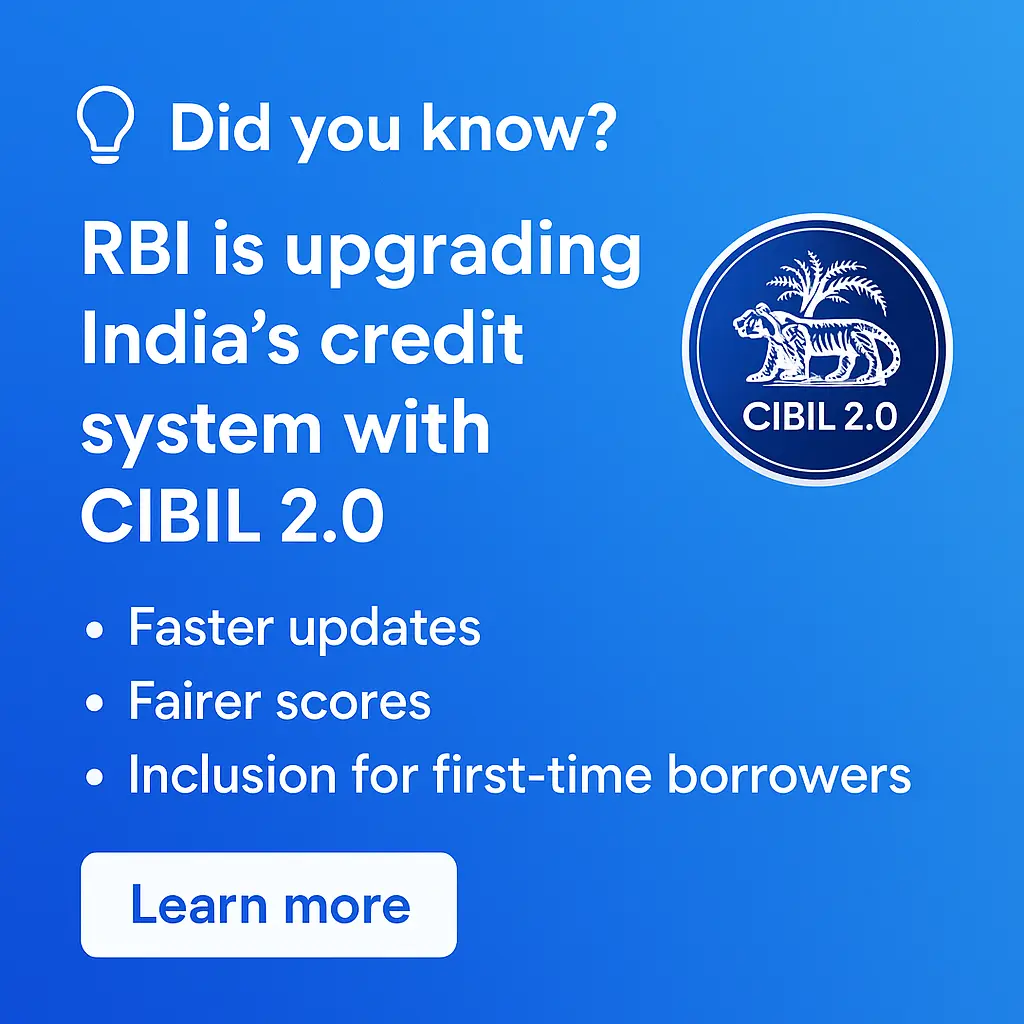 Did you know?
RBI is upgrading
India’s credit
system with
CIBIL 2.0
CIBIL 2.0
• Faster updates
• Fairer scores
• Inclusion for first-time borrowers
Learn more